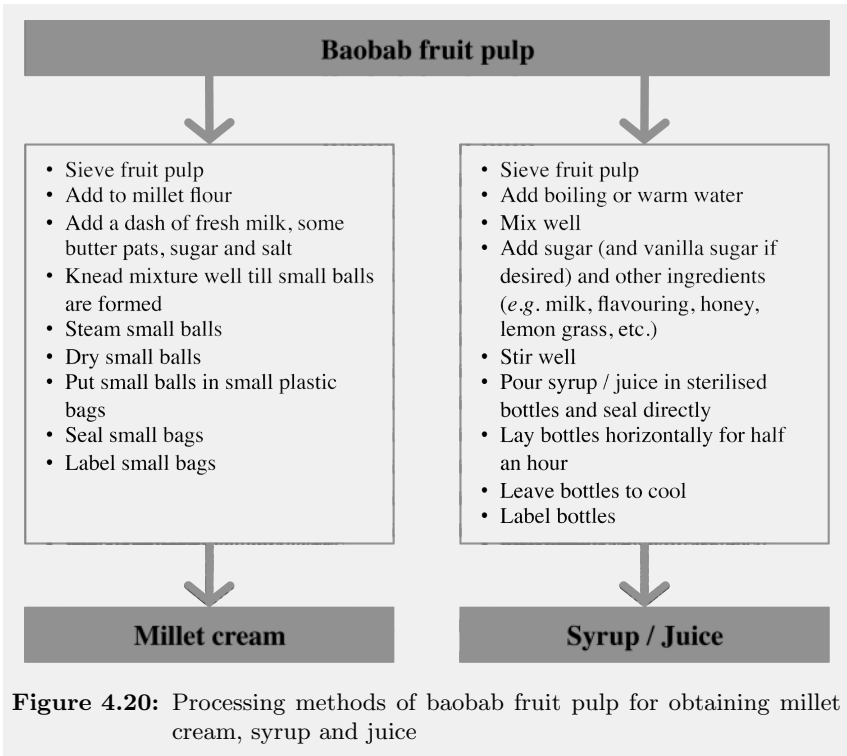 Baobab fruit pulp
• Sieve fruit pulp
• Add to millet flour
• Add a dash of fresh milk, some
butter pats, sugar and salt
• Knead mixture well till small balls
are formed
• Steam small balls
• Dry small balls
• Put small balls in small plastic
bags
• Seal small bags
• Label small bags
Millet cream
• Sieve fruit pulp
• Add boiling or warm water
• Mix well
• Add sugar (and vanilla sugar if
desired) and other ingredients
(e.g. milk, flavouring, honey,
lemon grass, etc.)
• Stir well
• Pour syrup / juice in sterilised
bottles and seal directly
• Lay bottles horizontally for half
an hour
• Leave bottles to cool
• Label bottles
Syrup / Juice
Figure 4.20: Processing methods of baobab fruit pulp for obtaining millet
cream, syrup and juice